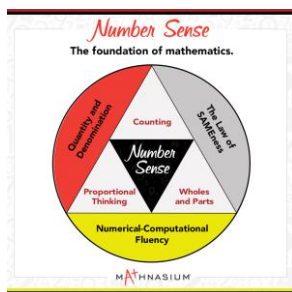 Number Sense
The foundation of mathematics.
Quantity and
Denomination
The Law of
SAMEness
Counting
Number
Sense
Proportional
Thinking
Wholes
and Parts
Numerical-Computational
Fluency
MATHNASIUM